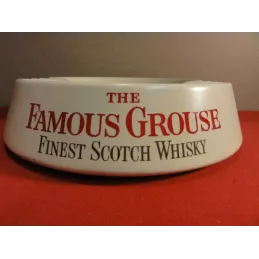 THE
FAMOUS GROUSE
FINEST SCOTCH WHISKY